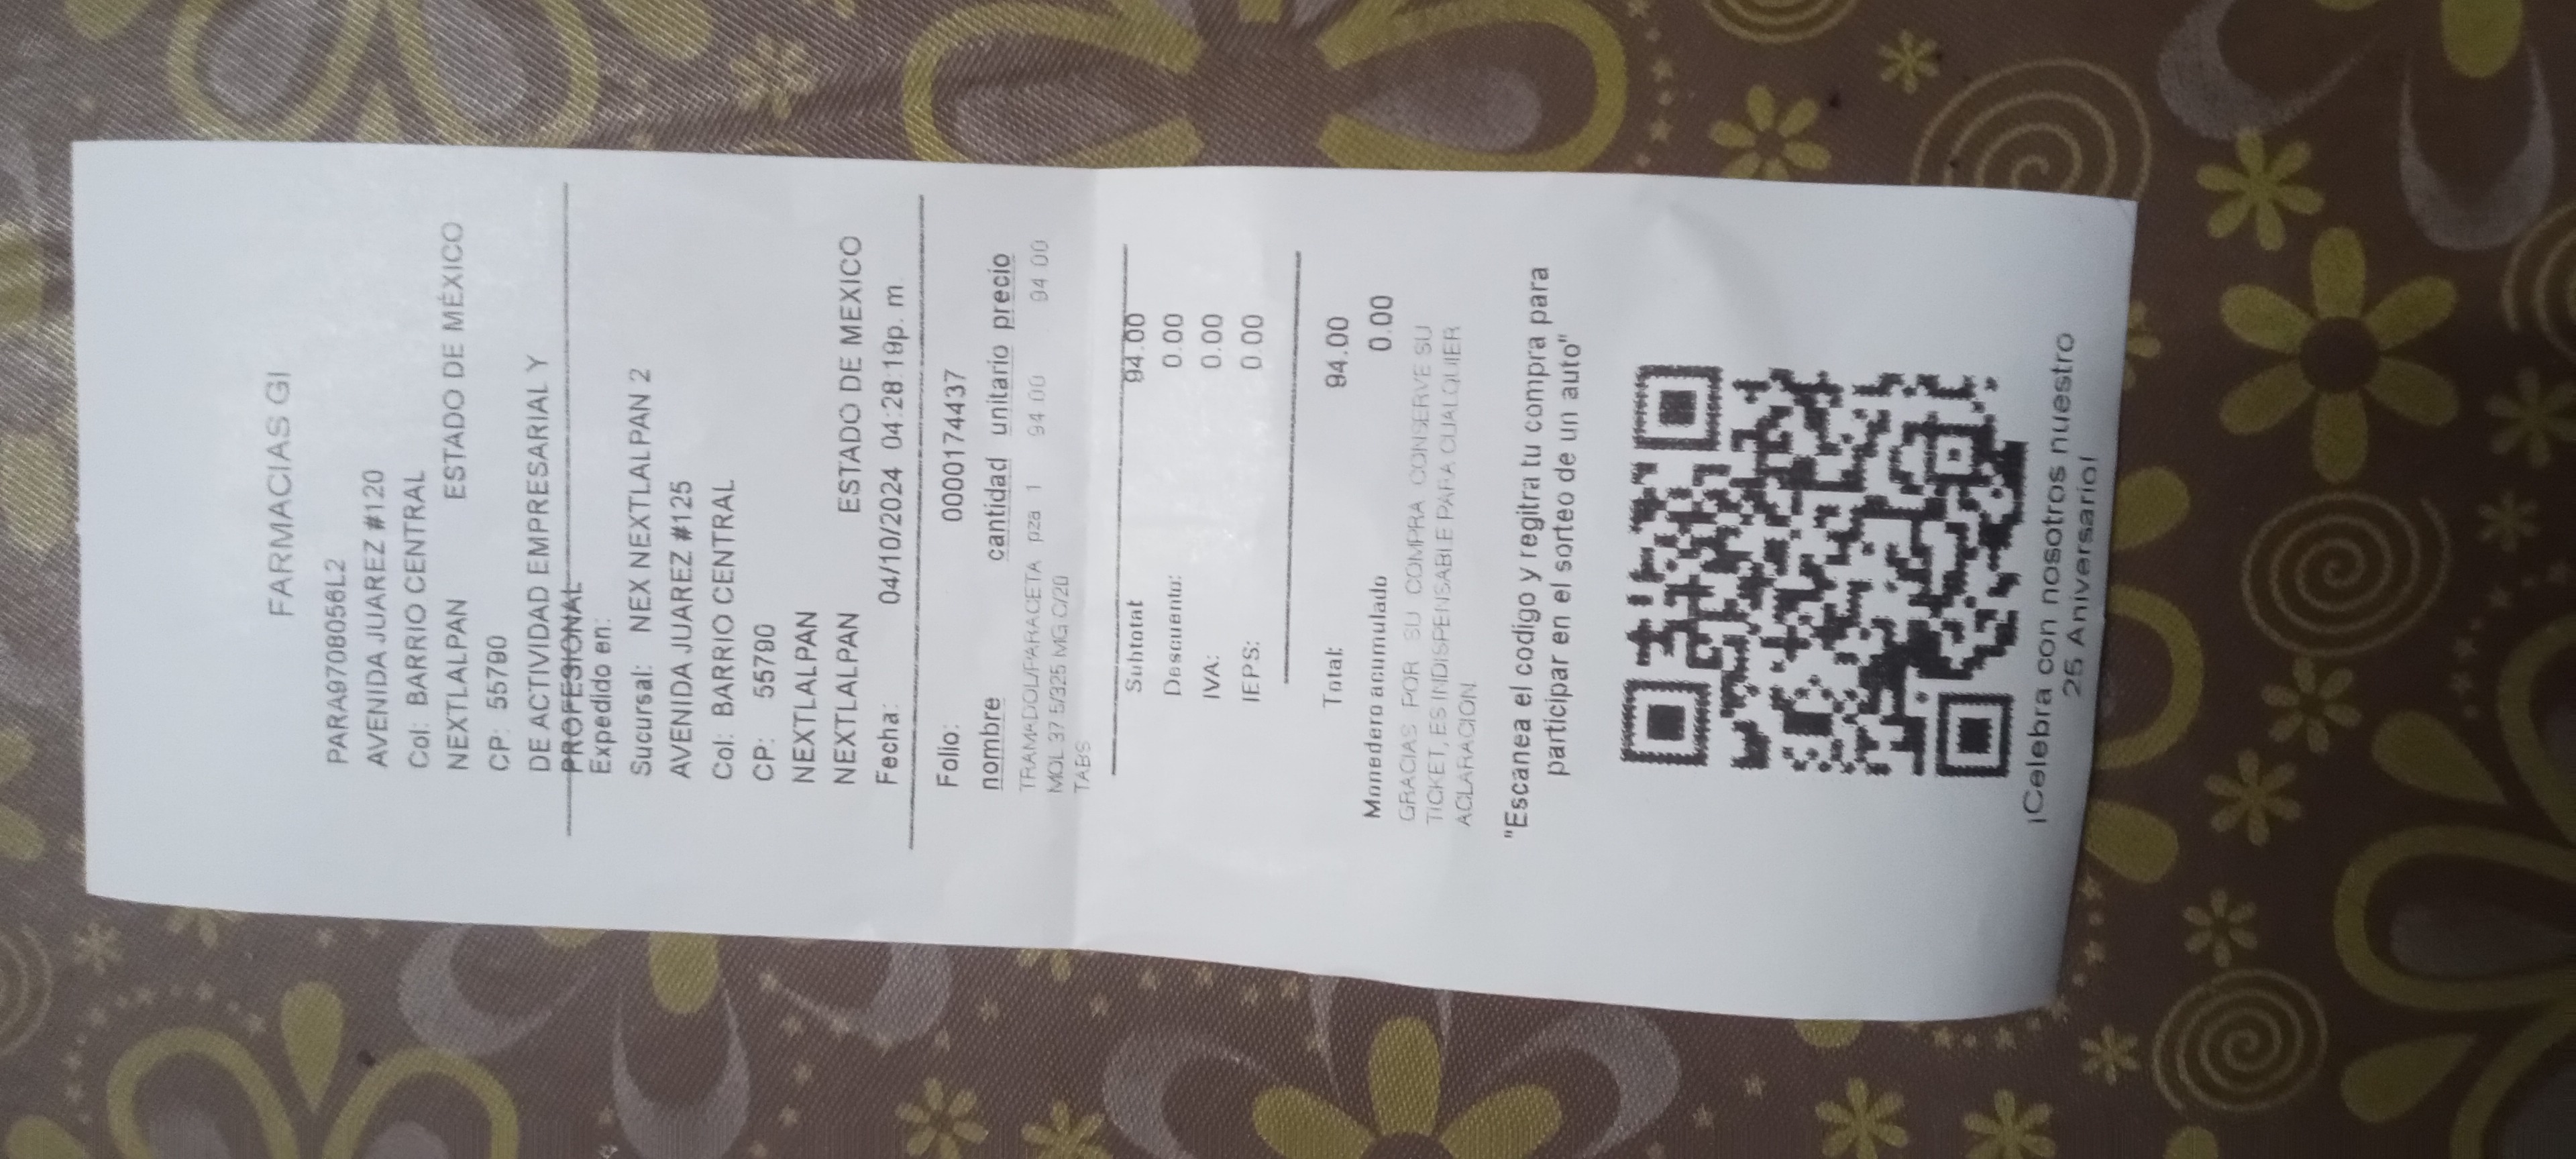 FARMACIAS GI
PARA9708056L2
AVENIDA JUAREZ #120
Col: BARRIO CENTRAL
NEXTLALPAN ESTADO DE MÉXICO
CP: 55790
DE ACTIVIDAD EMPRESARIAL Y
PROFESIONAL
Expedido en:
Sucursal: NEX NEXTLALPAN 2
AVENIDA JUAREZ #125
Col: BARRIO CENTRAL
CP: 55790
NEXTLALPAN
NEXTLALPAN ESTADO DE MEXICO
Fecha: 04/10/2024 04:28:19p. m.
Folio: 0000174437
nombre cantidad unitario precio
TRAMADOL/PARACETA pza 1 94.00 94.00
MOL 37.5/325 MG C/20
TABS
Subtotal 94.00
Descuento: 0.00
IVA: 0.00
IEPS: 0.00
Total: 94.00
Monedero acumulado 0.00
GRACIAS POR SU COMPRA CONSERVE SU
TICKET, ES INDISPENSABLE PARA CUALQUIER
ACLARACION
"Escanea el codigo y regitra tu compra para
participar en el sorteo de un auto"
¡Celebra con nosotros nuestro
25 Aniversario!